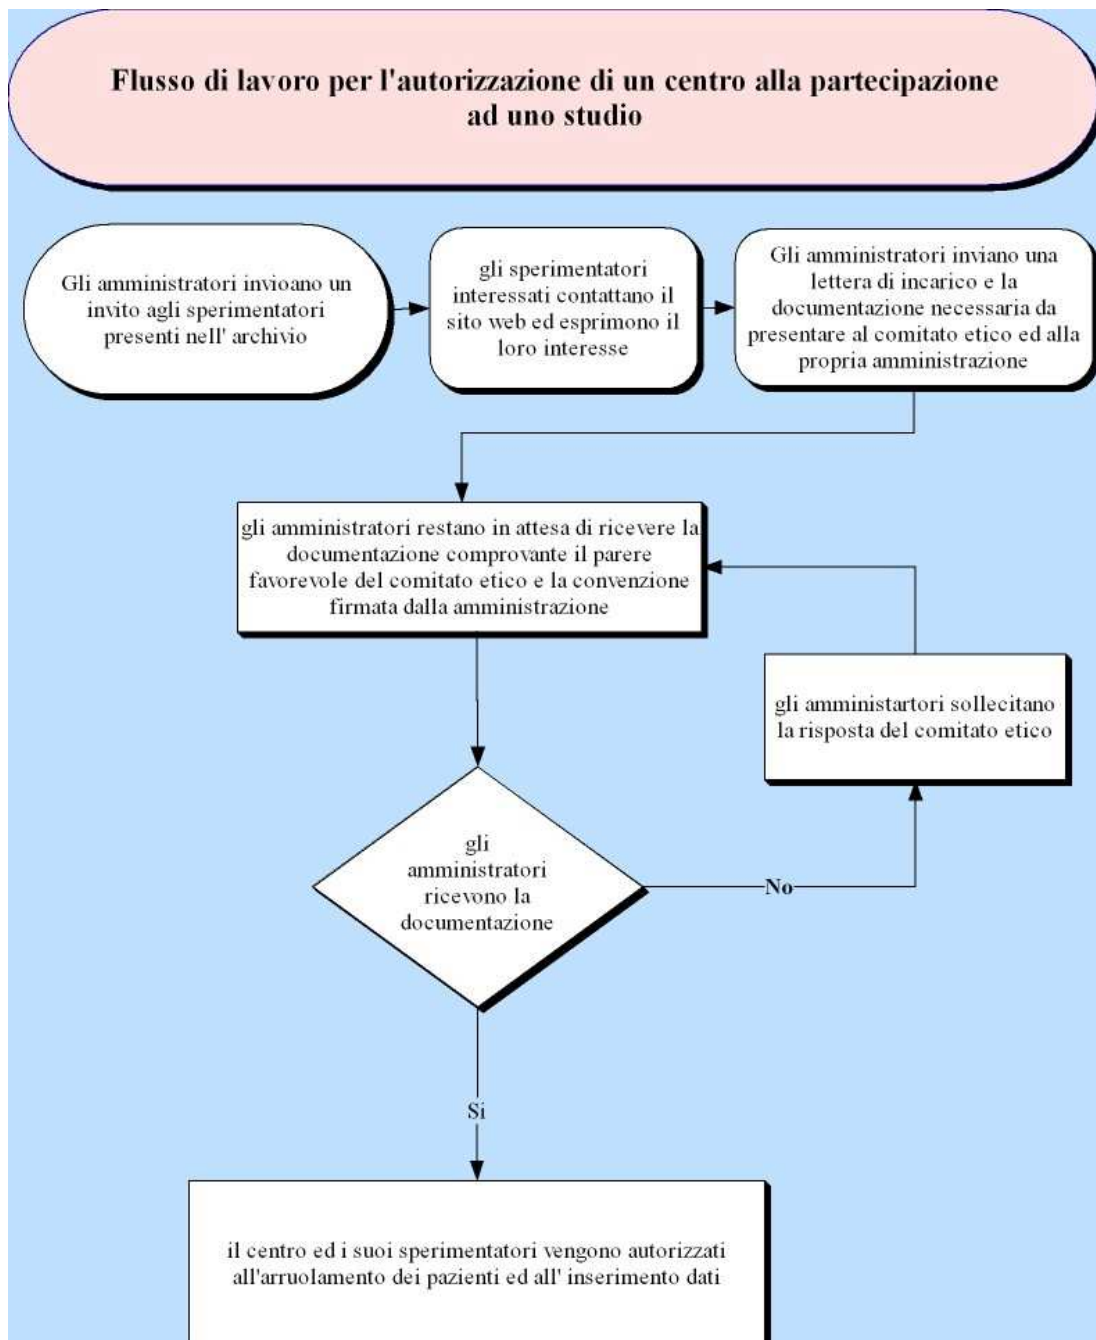 Flusso di lavoro per l'autorizzazione di un centro alla partecipazione
ad uno studio
Gli amministratori invioano un
invito agli sperimentatori
presenti nell' archivio
gli sperimentatori
interessati contattano il
sito web ed esprimono il
loro interesse
Gli amministratori inviano una
lettera di incarico e la
documentazione necessaria da
presentare al comitato etico ed alla
propria amministrazione
gli amministratori restano in attesa di ricevere la
documentazione comprovante il parere
favorevole del comitato etico e la convenzione
firmata dalla amministrazione
gli amministartori sollecitano
la risposta del comitato etico
gli
amministratori
ricevono la
documentazione
No
Si
il centro ed i suoi sperimentatori vengono autorizzati
all'arruolamento dei pazienti ed all' inserimento dati